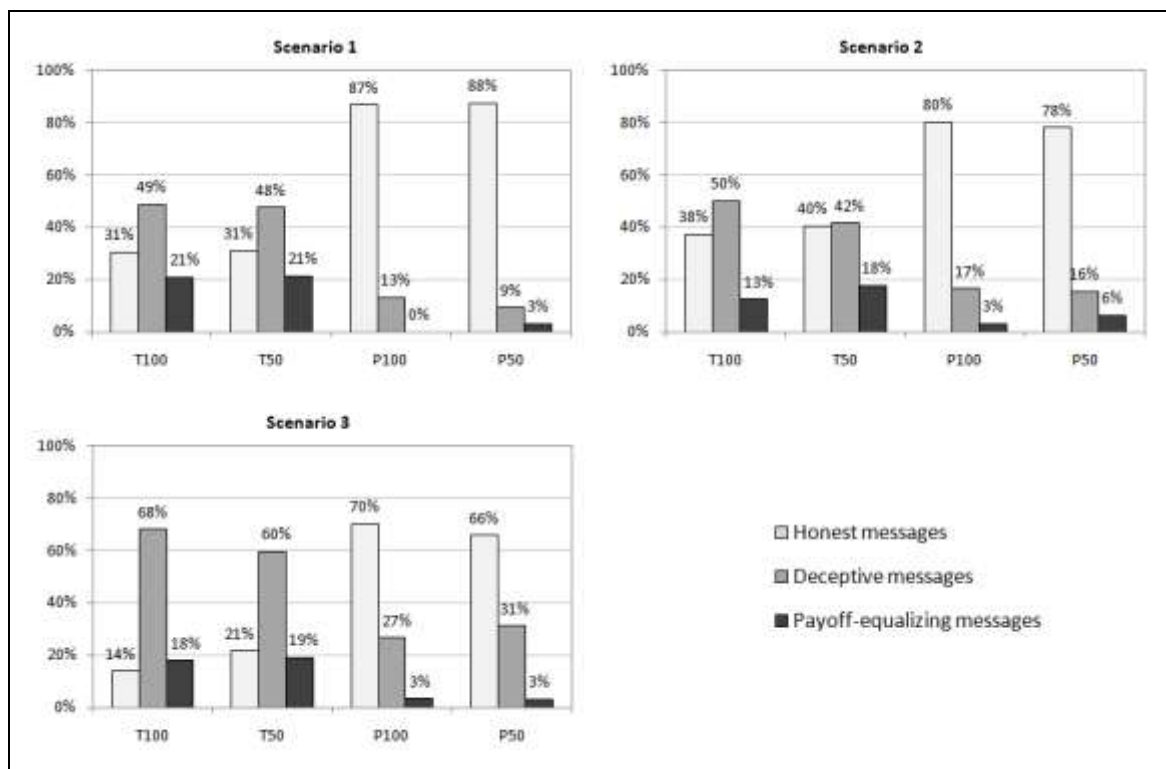 Scenario 1
100%
80%
60%
40%
20%
0%
31% 49% 21%
31% 48% 21%
87% 13% 0%
88% 9% 3%
T100 T50 P100 P50
Scenario 2
100%
80%
60%
40%
20%
0%
38% 50% 13%
40% 42% 18%
80% 17% 3%
78% 16% 6%
T100 T50 P100 P50
Scenario 3
100%
80%
60%
40%
20%
0%
14% 68% 18%
21% 60% 19%
70% 27% 3%
66% 31% 3%
T100 T50 P100 P50
Honest messages
Deceptive messages
Payoff-equalizing messages